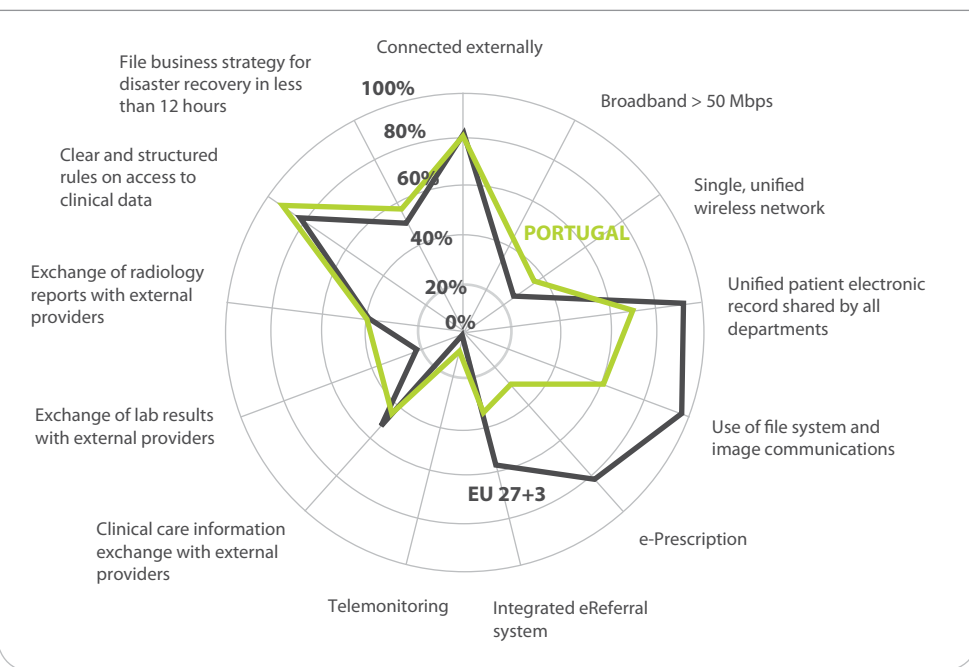 Connected externally
File business strategy for
disaster recovery in less
than 12 hours
100%
Broadband > 50 Mbps
80%
Clear and structured
rules on access to
clinical data
60%
Single, unified
wireless network
PORTUGAL
40%
Exchange of radiology
reports with external
providers
20%
Unified patient electronic
record shared by all
departments
0%
Exchange of lab results
with external providers
Use of file system and
image communications
EU 27+3
Clinical care information
exchange with external
providers
e-Prescription
Telemonitoring
Integrated eReferral
system